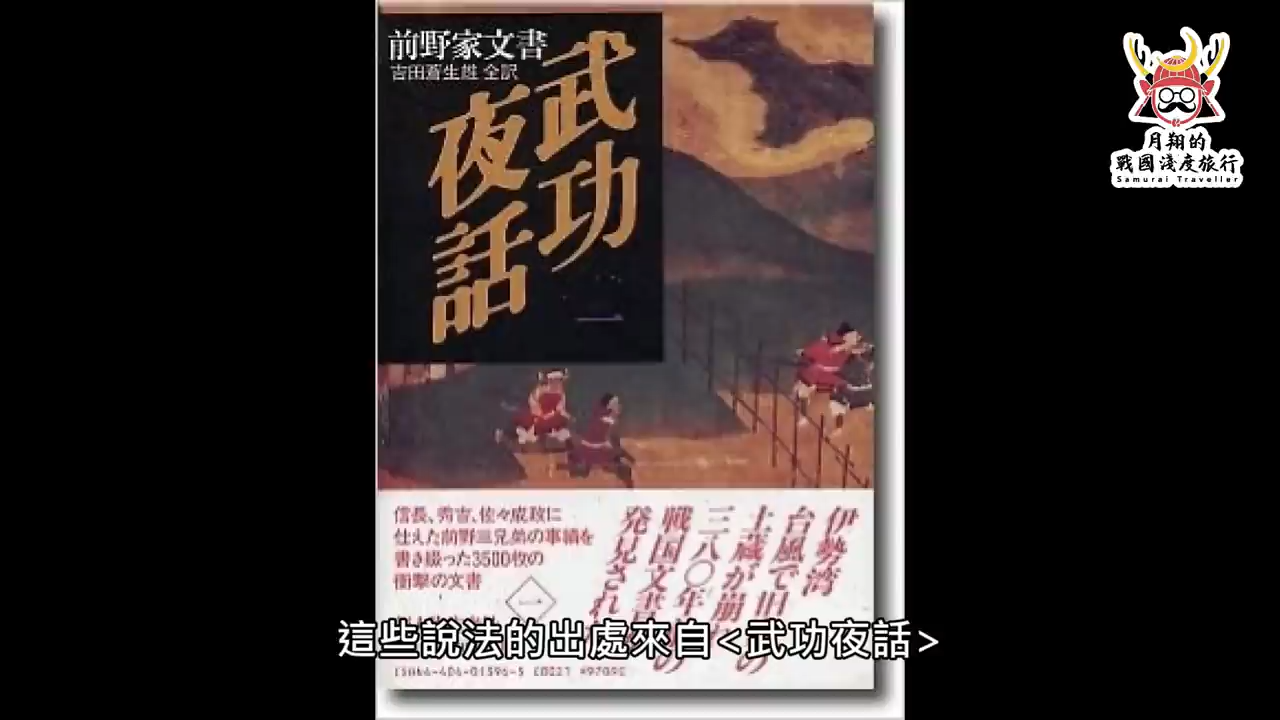 前野家文書
吉田蒼生雄 全訳
武功
夜話
一
信長、秀吉、佐々成政に
仕えた前野三兄弟の事績を
書き綴った3500枚の
衝撃の文書
一
伊勢湾
台風で旧
土蔵が崩
三八〇年
戦国文書
発見され
這些說法的出處來自<武功夜話>
月翔的
戰國淺度旅行
Samurai Traveller